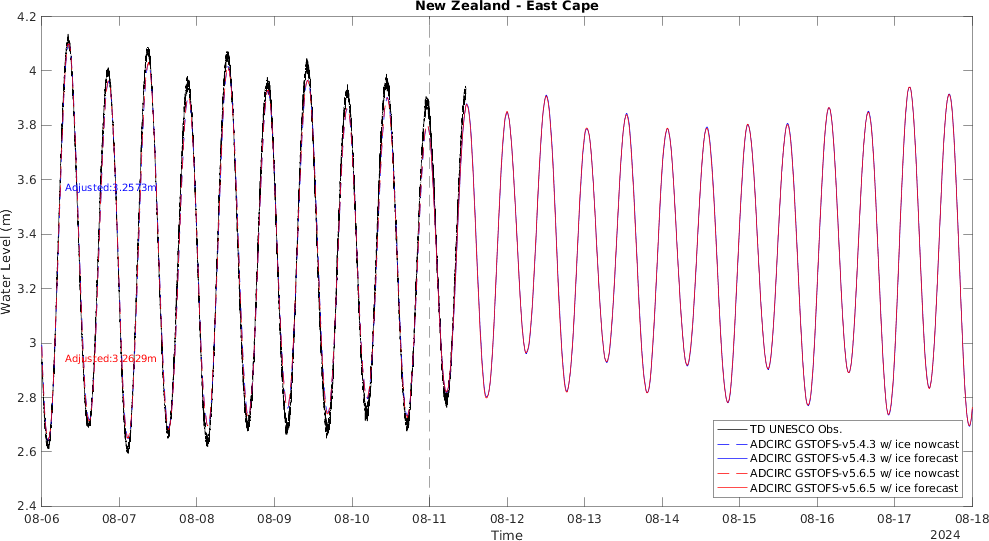 New Zealand - East Cape
4.2
4
3.8
3.6
3.4
3.2
3
2.8
2.6
2.4
Water Level (m)
Adjusted:3.2573m
Adjusted:3.2629m
TD UNESCO Obs.
ADCIRC GSTOFS-v5.4.3 w/ ice nowcast
ADCIRC GSTOFS-v5.4.3 w/ ice forecast
ADCIRC GSTOFS-v5.6.5 w/ ice nowcast
ADCIRC GSTOFS-v5.6.5 w/ ice forecast
08-06 08-07 08-08 08-09 08-10 08-11 08-12 08-13 08-14 08-15 08-16 08-17 08-18
Time
2024